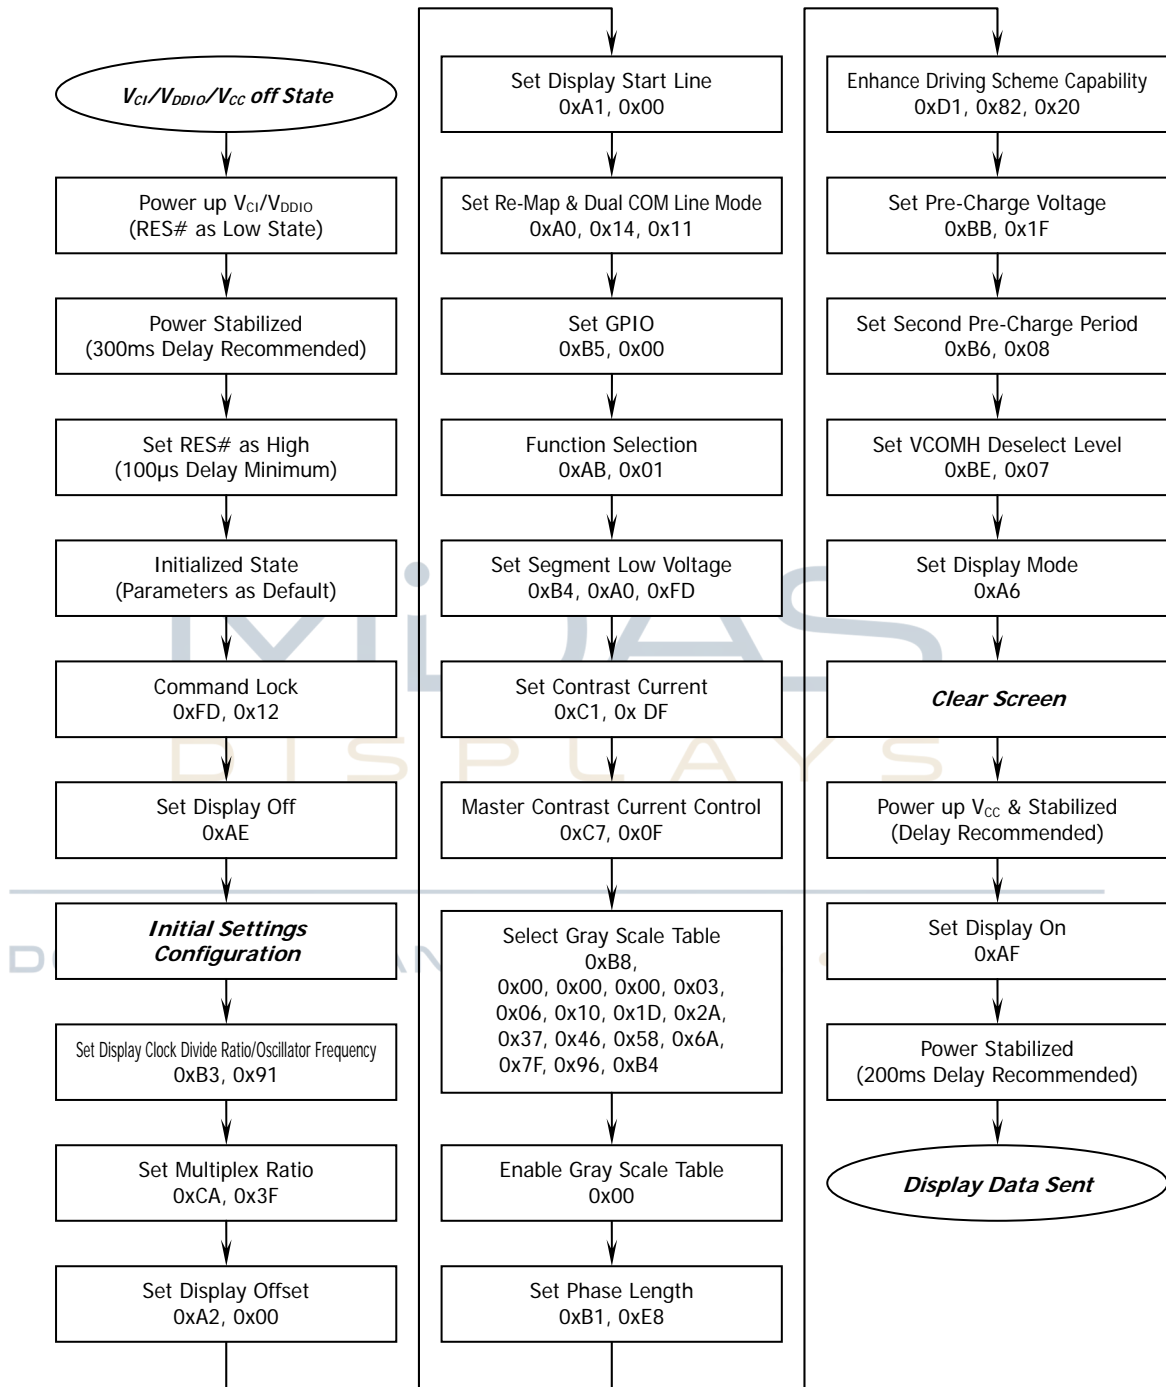 V_CI/V_DDIO/V_CC off State
Power up V_CI/V_DDIO
(RES# as Low State)
Power Stabilized
(300ms Delay Recommended)
Set RES# as High
(100µs Delay Minimum)
Initialized State
(Parameters as Default)
Command Lock
0xFD, 0x12
Set Display Off
0xAE
Initial Settings
Configuration
Set Display Clock Divide Ratio/Oscillator Frequency
0xB3, 0x91
Set Multiplex Ratio
0xCA, 0x3F
Set Display Offset
0xA2, 0x00
Set Display Start Line
0xA1, 0x00
Set Re-Map & Dual COM Line Mode
0xA0, 0x14, 0x11
Set GPIO
0xB5, 0x00
Function Selection
0xAB, 0x01
Set Segment Low Voltage
0xB4, 0xA0, 0xFD
Set Contrast Current
0xC1, 0x DF
Master Contrast Current Control
0xC7, 0x0F
Select Gray Scale Table
0xB8,
0x00, 0x00, 0x00, 0x03,
0x06, 0x10, 0x1D, 0x2A,
0x37, 0x46, 0x58, 0x6A,
0x7F, 0x96, 0xB4
Enable Gray Scale Table
0x00
Set Phase Length
0xB1, 0xE8
Enhance Driving Scheme Capability
0xD1, 0x82, 0x20
Set Pre-Charge Voltage
0xBB, 0x1F
Set Second Pre-Charge Period
0xB6, 0x08
Set VCOMH Deselect Level
0xBE, 0x07
Set Display Mode
0xA6
Clear Screen
Power up V_CC & Stabilized
(Delay Recommended)
Set Display On
0xAF
Power Stabilized
(200ms Delay Recommended)
Display Data Sent
MIDAS
DISPLAYS